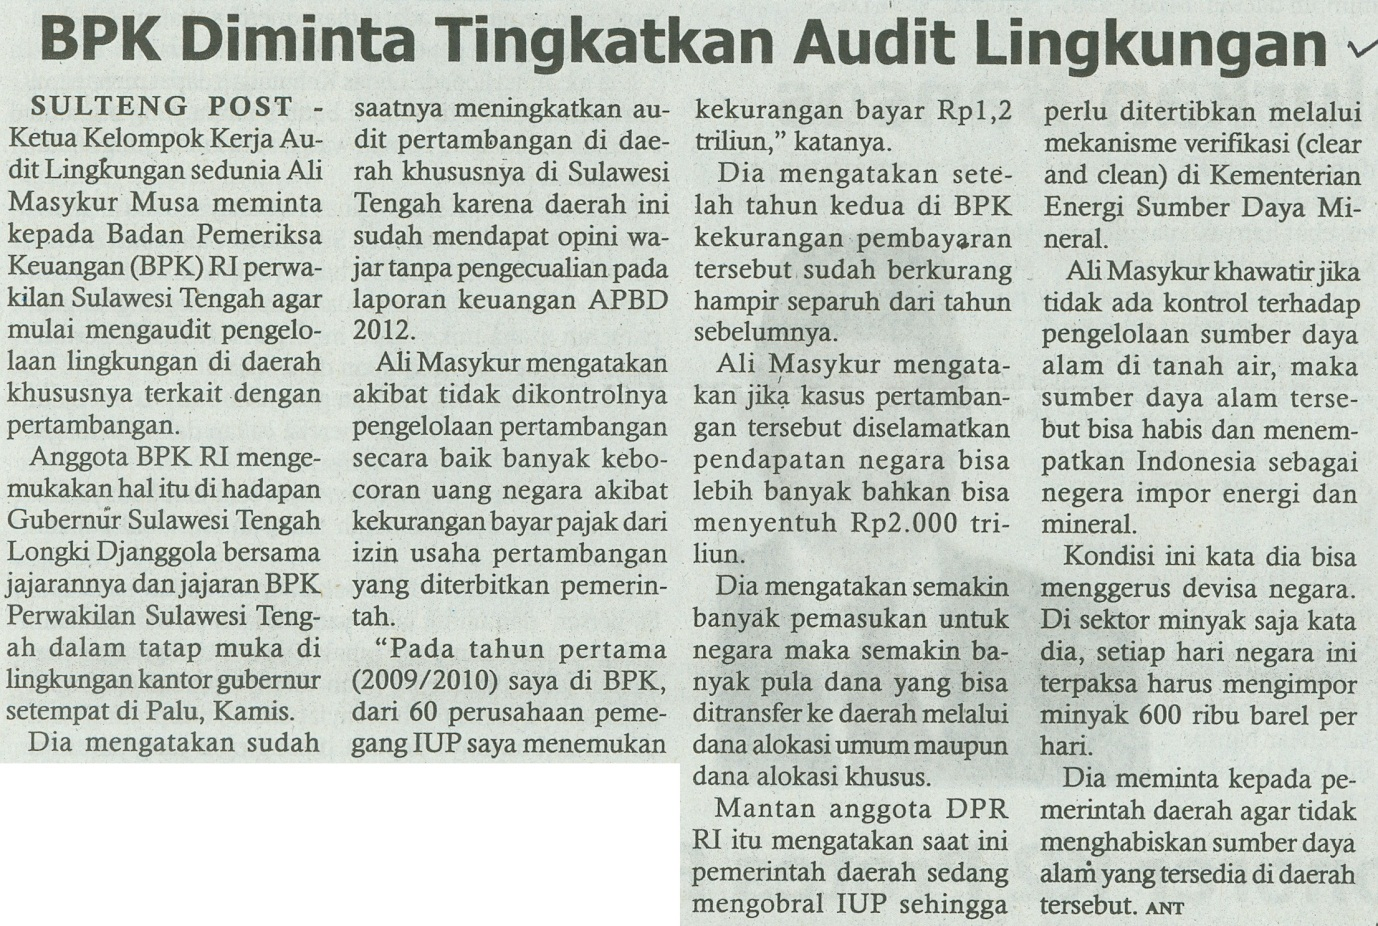 BPK Diminta Tingkatkan Audit Lingkungan
SULTENG POST -
Ketua Kelompok Kerja Au-
dit Lingkungan sedunia Ali
Masykur Musa meminta
kepada Badan Pemeriksa
Keuangan (BPK) RI perwa-
kilan Sulawesi Tengah agar
mulai mengaudit pengelo-
laan lingkungan di daerah
khususnya terkait dengan
pertambangan.
Anggota BPK RI menge-
mukakan hal itu di hadapan
Gubernur Sulawesi Tengah
Longki Djanggola bersama
jajarannya dan jajaran BPK
Perwakilan Sulawesi Teng-
ah dalam tatap muka di
lingkungan kantor gubernur
setempat di Palu, Kamis.
Dia mengatakan sudah
saatnya meningkatkan au-
dit pertambangan di dae-
rah khususnya di Sulawesi
Tengah karena daerah ini
sudah mendapat opini wa-
jar tanpa pengecualian pada
laporan keuangan APBD
2012.
Ali Masykur mengatakan
akibat tidak dikontrolnya
pengelolaan pertambangan
secara baik banyak kebo-
coran uang negara akibat
kekurangan bayar pajak dari
izin usaha pertambangan
yang diterbitkan pemerin-
tah.
“Pada tahun pertama
(2009/2010) saya di BPK,
dari 60 perusahaan peme-
gang IUP saya menemukan
kekurangan bayar Rp1,2
triliun,” katanya.
Dia mengatakan sete-
lah tahun kedua di BPK
kekurangan pembayaran
tersebut sudah berkurang
hampir separuh dari tahun
sebelumnya.
Ali Masykur mengata-
kan jika kasus pertamban-
gan tersebut diselamatkan
pendapatan negara bisa
lebih banyak bahkan bisa
menyentuh Rp2.000 tri-
liun.
Dia mengatakan semakin
banyak pemasukan untuk
negara maka semakin ba-
nyak pula dana yang bisa
ditransfer ke daerah melalui
dana alokasi umum maupun
dana alokasi khusus.
Mantan anggota DPR
RI itu mengatakan saat ini
pemerintah daerah sedang
mengobral IUP sehingga
perlu ditertibkan melalui
mekanisme verifikasi (clear
and clean) di Kementerian
Energi Sumber Daya Mi-
neral.
Ali Masykur khawatir jika
tidak ada kontrol terhadap
pengelolaan sumber daya
alam di tanah air, maka
sumber daya alam terse-
but bisa habis dan menem-
patkan Indonesia sebagai
negera impor energi dan
mineral.
Kondisi ini kata dia bisa
menggerus devisa negara.
Di sektor minyak saja kata
dia, setiap hari negara ini
terpaksa harus mengimpor
minyak 600 ribu barel per
hari.
Dia meminta kepada pe-
merintah daerah agar tidak
menghabiskan sumber daya
alam yang tersedia di daerah
tersebut. ANT